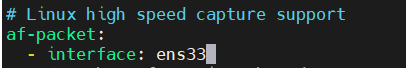 # Linux high speed capture support
af-packet:
  - interface: ens33